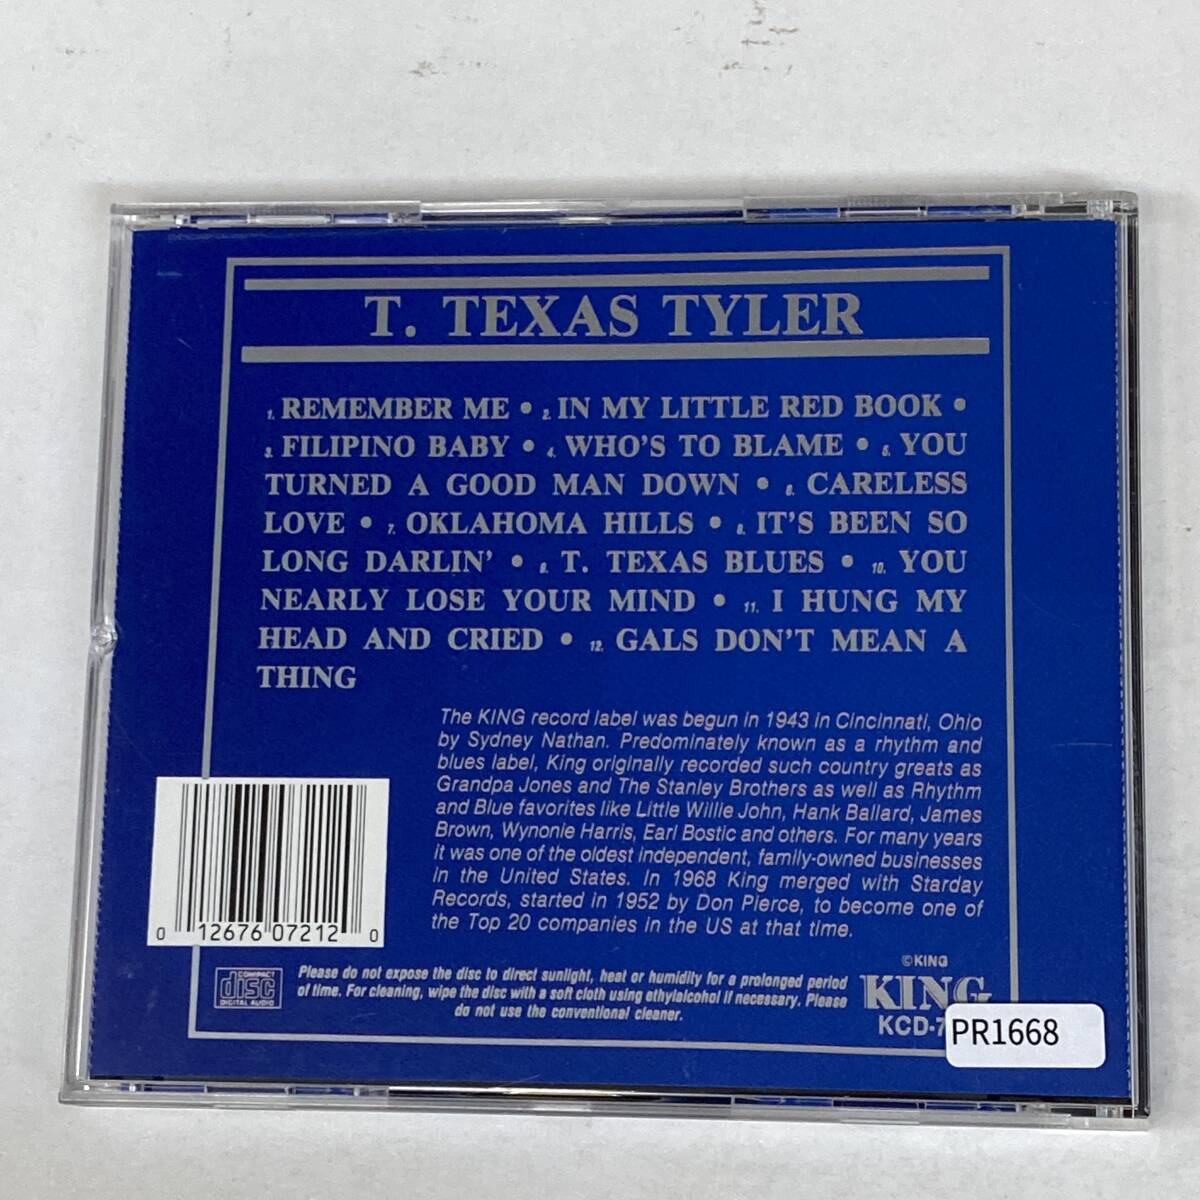 T. TEXAS TYLER
1. REMEMBER ME • 2. IN MY LITTLE RED BOOK •
3. FILIPINO BABY • 4. WHO'S TO BLAME • 5. YOU
TURNED A GOOD MAN DOWN • 6. CARELESS
LOVE • 7. OKLAHOMA HILLS • 8. IT'S BEEN SO
LONG DARLIN' • T. TEXAS BLUES • 10. YOU
NEARLY LOSE YOUR MIND • 11. I HUNG MY
HEAD AND CRIED • 12. GALS DON'T MEAN A
THING
The KING record label was begun in 1943 in Cincinnati, Ohio
by Sydney Nathan. Predominately known as a rhythm and
blues label, King originally recorded such country greats as
Grandpa Jones and The Stanley Brothers as well as Rhythm
and Blue favorites like Little Willie John, Hank Ballard, James
Brown, Wynonie Harris, Earl Bostic and others. For many years
it was one of the oldest independent, family-owned businesses
in the United States. In 1968 King merged with Starday
Records, started in 1952 by Don Pierce, to become one of
the Top 20 companies in the US at that time.
0 12676 07212 0
COMPACT
disc
DIGITAL AUDIO
Please do not expose the disc to direct sunlight, heat or humidity for a prolonged period
of time. For cleaning, wipe the disc with a soft cloth using ethylalcohol if necessary. Please
do not use the conventional cleaner.
©KING
KING
KCD-7
PR1668